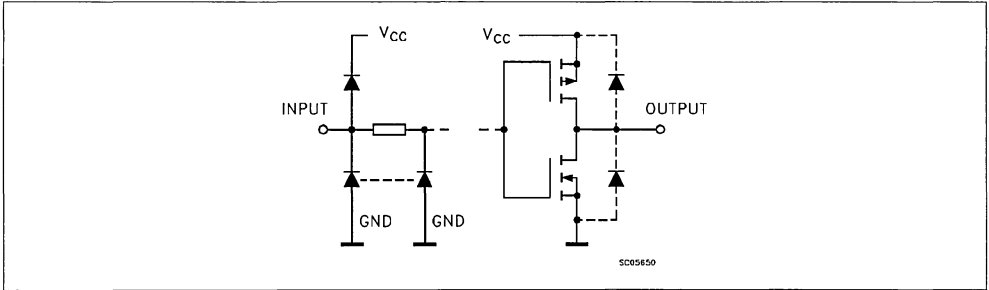 VCC
VCC
INPUT
OUTPUT
GND
GND
SC05650